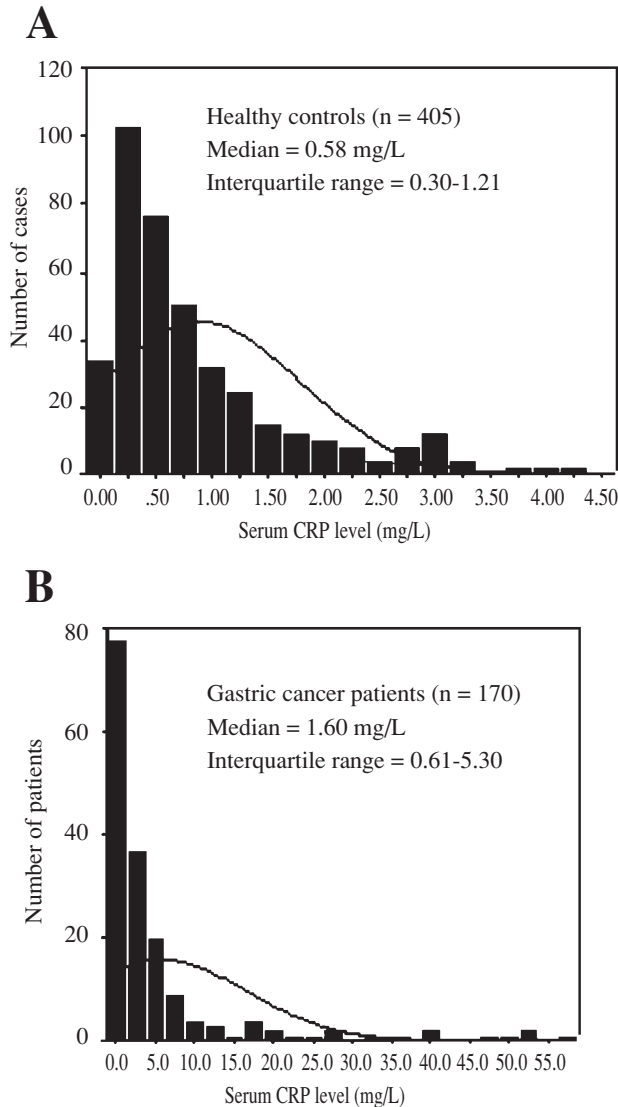 A
120
100
80
60
40
20
0
Number of cases
Healthy controls (n = 405)
Median = 0.58 mg/L
Interquartile range = 0.30-1.21
0.00 .50 1.00 1.50 2.00 2.50 3.00 3.50 4.00 4.50
Serum CRP level (mg/L)
B
80
60
40
20
0
Number of patients
Gastric cancer patients (n = 170)
Median = 1.60 mg/L
Interquartile range = 0.61-5.30
0.0 5.0 10.0 15.0 20.0 25.0 30.0 35.0 40.0 45.0 50.0 55.0
Serum CRP level (mg/L)